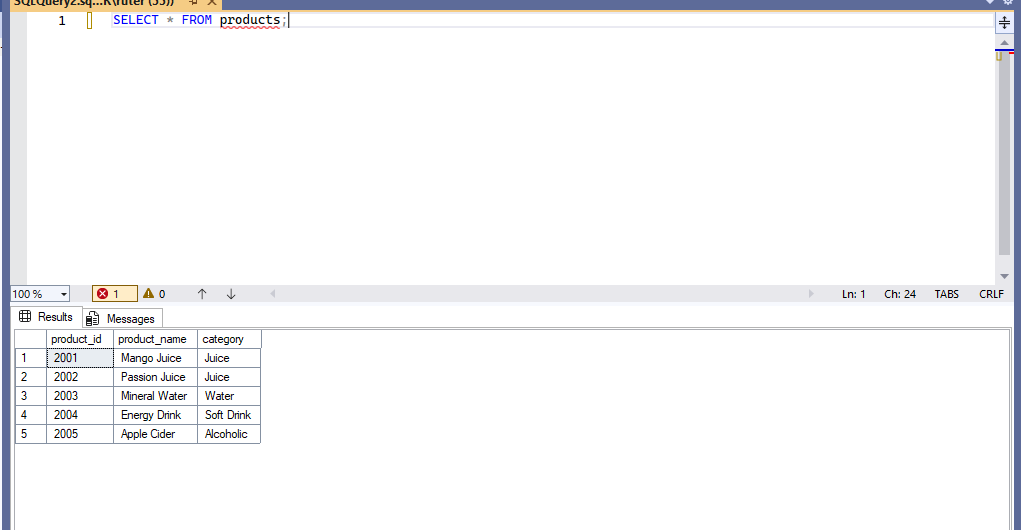 SQLQuery2.sq...K\ruter (55))
1 SELECT * FROM products;
100 % 1 0 Ln: 1 Ch: 24 TABS CRLF
Results Messages
product_id product_name category
1 2001 Mango Juice Juice
2 2002 Passion Juice Juice
3 2003 Mineral Water Water
4 2004 Energy Drink Soft Drink
5 2005 Apple Cider Alcoholic